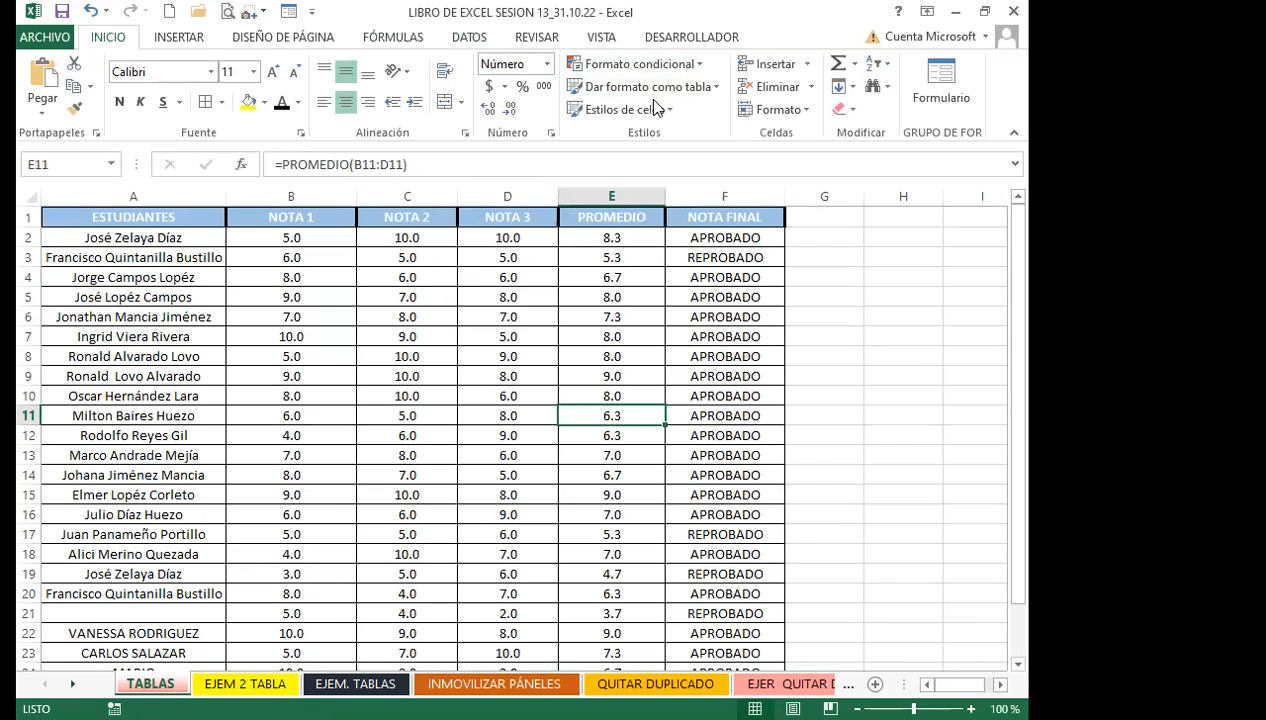 LIBRO DE EXCEL SESION 13_31.10.22 - Excel
ARCHIVO INICIO INSERTAR DISEÑO DE PÁGINA FÓRMULAS DATOS REVISAR VISTA DESARROLLADOR Cuenta Microsoft
Pegar
Calibri 11
N K S A
Número
$ % 000
Formato condicional
Dar formato como tabla
Estilos de
Insertar
Eliminar
Formato
Formulario
Portapapeles Fuente Alineación Número Estilos Celdas Modificar GRUPO DE FOR
E11 fx =PROMEDIO(B11:D11)
A B C D E F G H I
1 ESTUDIANTES NOTA 1 NOTA 2 NOTA 3 PROMEDIO NOTA FINAL
2 José Zelaya Díaz 5.0 10.0 10.0 8.3 APROBADO
3 Francisco Quintanilla Bustillo 6.0 5.0 5.0 5.3 REPROBADO
4 Jorge Campos Lopéz 8.0 6.0 6.0 6.7 APROBADO
5 José Lopéz Campos 9.0 7.0 8.0 8.0 APROBADO
6 Jonathan Mancia Jiménez 7.0 8.0 7.0 7.3 APROBADO
7 Ingrid Viera Rivera 10.0 9.0 5.0 8.0 APROBADO
8 Ronald Alvarado Lovo 5.0 10.0 9.0 8.0 APROBADO
9 Ronald  Lovo Alvarado 9.0 10.0 8.0 9.0 APROBADO
10 Oscar Hernández Lara 8.0 10.0 6.0 8.0 APROBADO
11 Milton Baires Huezo 6.0 5.0 8.0 6.3 APROBADO
12 Rodolfo Reyes Gil 4.0 6.0 9.0 6.3 APROBADO
13 Marco Andrade Mejía 7.0 8.0 6.0 7.0 APROBADO
14 Johana Jiménez Mancia 8.0 7.0 5.0 6.7 APROBADO
15 Elmer Lopéz Corleto 9.0 10.0 8.0 9.0 APROBADO
16 Julio Díaz Huezo 6.0 6.0 9.0 7.0 APROBADO
17 Juan Panameño Portillo 5.0 5.0 6.0 5.3 REPROBADO
18 Alici Merino Quezada 4.0 10.0 7.0 7.0 APROBADO
19 José Zelaya Díaz 3.0 5.0 6.0 4.7 REPROBADO
20 Francisco Quintanilla Bustillo 8.0 4.0 7.0 6.3 APROBADO
21 5.0 4.0 2.0 3.7 REPROBADO
22 VANESSA RODRIGUEZ 10.0 9.0 8.0 9.0 APROBADO
23 CARLOS SALAZAR 5.0 7.0 10.0 7.3 APROBADO
TABLAS EJEM 2 TABLA EJEM. TABLAS INMOVILIZAR PÁNELES QUITAR DUPLICADO EJER QUITAR D ...
LISTO 100 %